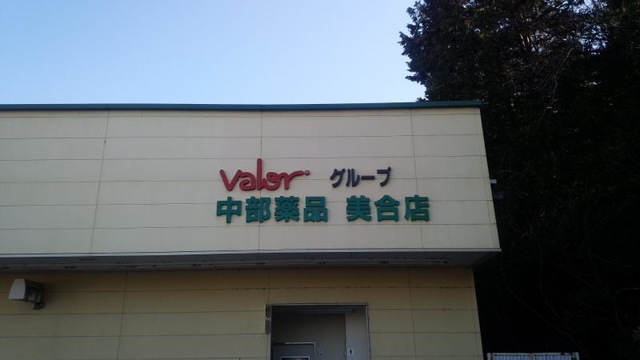 Valor グループ
中部薬品 美合店